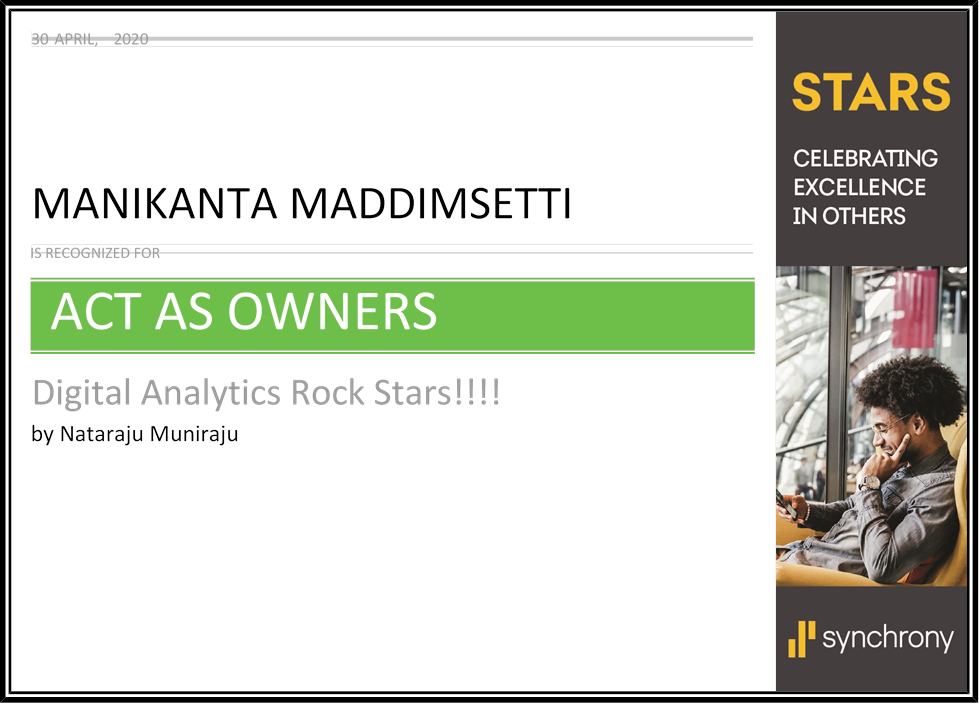 30 APRIL, 2020
MANIKANTA MADDIMSETTI
IS RECOGNIZED FOR
ACT AS OWNERS
Digital Analytics Rock Stars!!!!
by Nataraju Muniraju
STARS
CELEBRATING
EXCELLENCE
IN OTHERS
synchrony